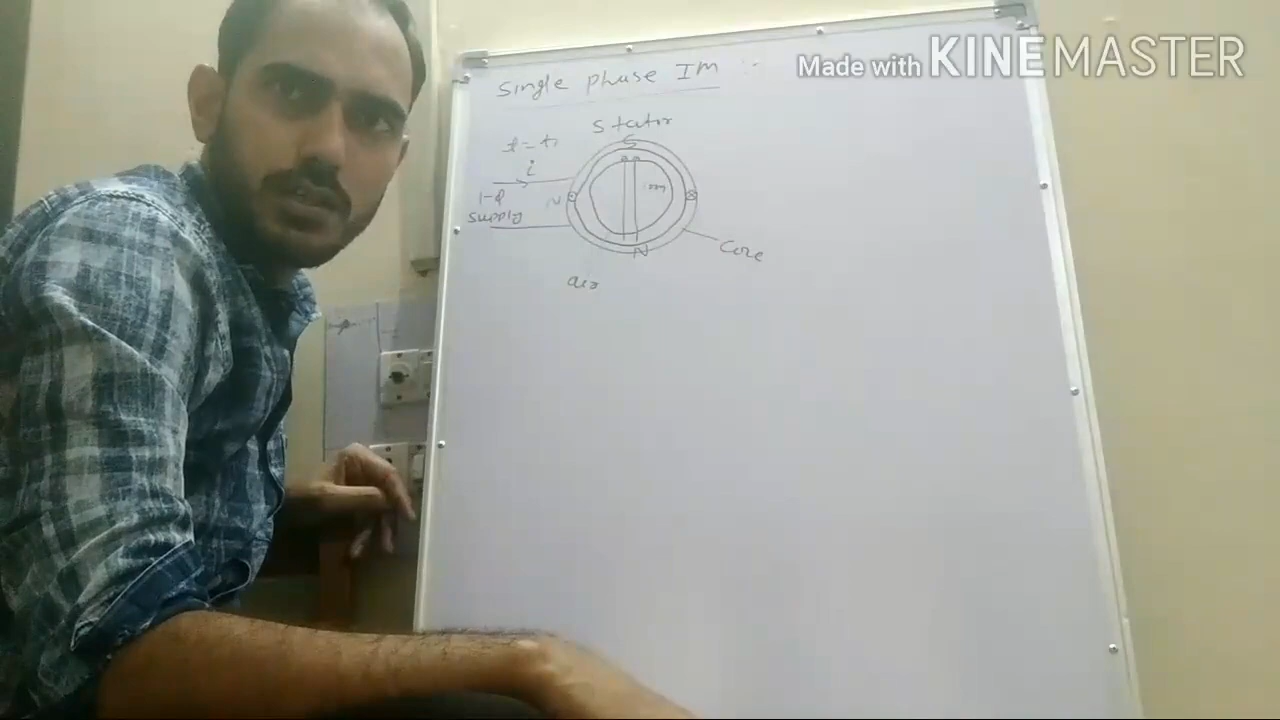 Made with KINEMASTER
Single phase IM :-
Stator
t = t1
i
S
1-φ
supply
N
N
Core
air